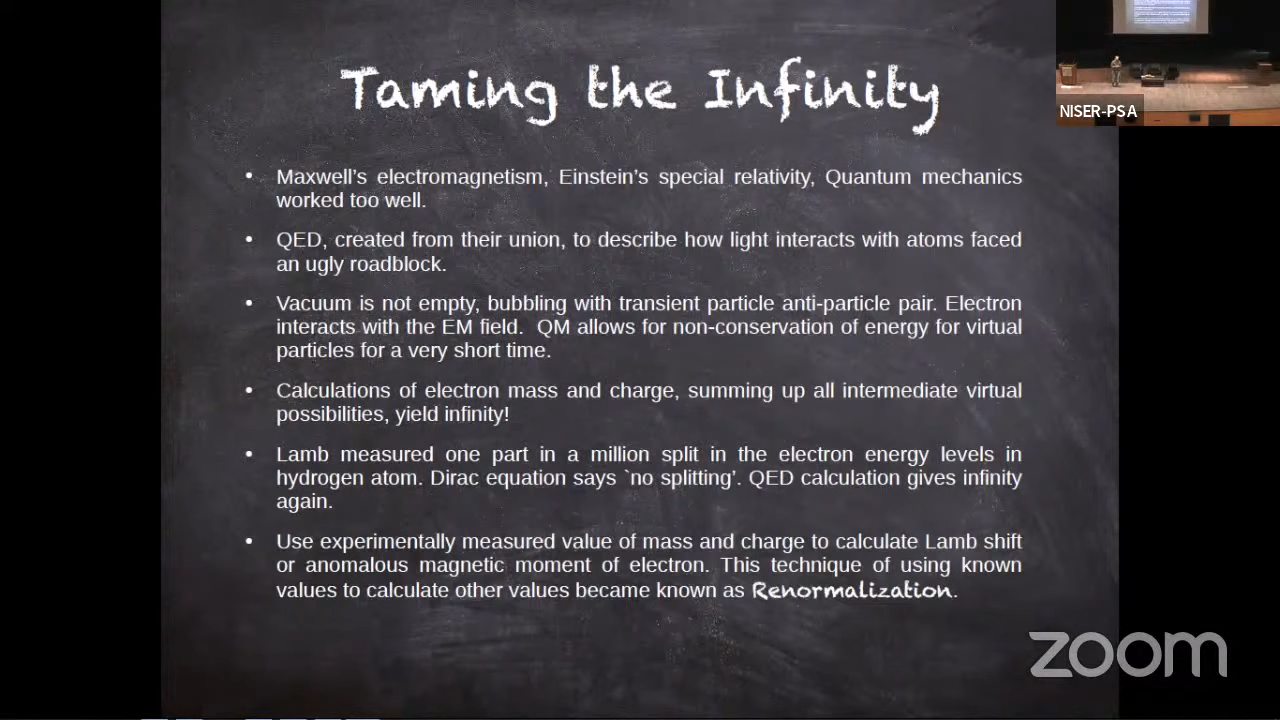 Taming the Infinity
NISER-PSA
• Maxwell's electromagnetism, Einstein's special relativity, Quantum mechanics
worked too well.
• QED, created from their union, to describe how light interacts with atoms faced
an ugly roadblock.
• Vacuum is not empty, bubbling with transient particle anti-particle pair. Electron
interacts with the EM field.  QM allows for non-conservation of energy for virtual
particles for a very short time.
• Calculations of electron mass and charge, summing up all intermediate virtual
possibilities, yield infinity!
• Lamb measured one part in a million split in the electron energy levels in
hydrogen atom. Dirac equation says `no splitting'. QED calculation gives infinity
again.
• Use experimentally measured value of mass and charge to calculate Lamb shift
or anomalous magnetic moment of electron. This technique of using known
values to calculate other values became known as Renormalization.
zoom